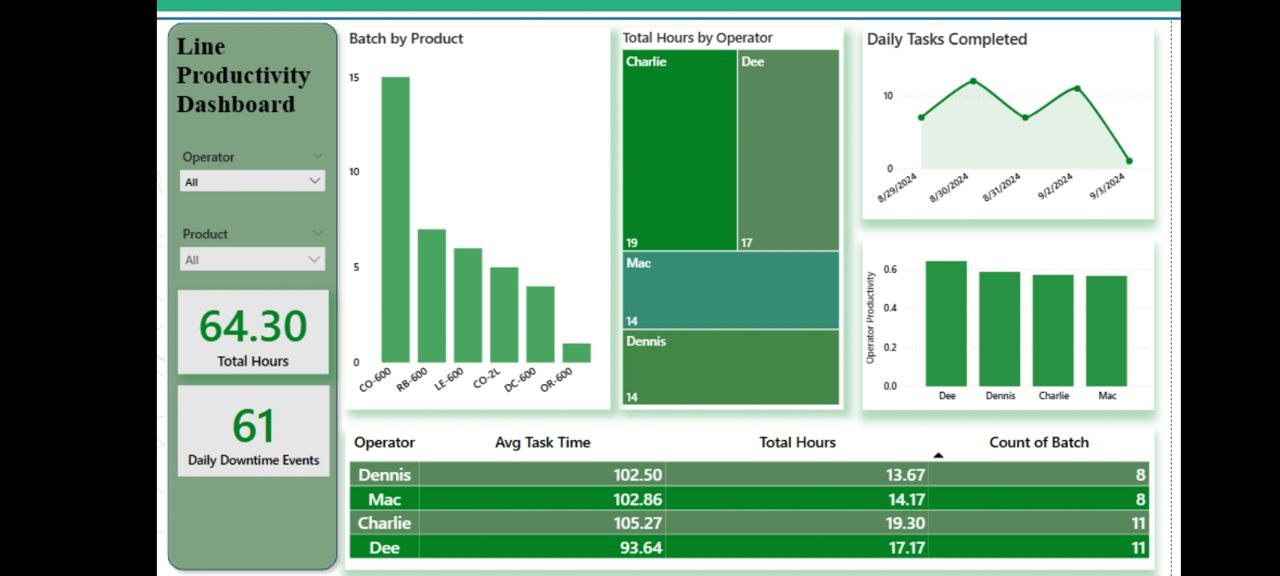 Line
Productivity
Dashboard
Operator
All
Product
All
64.30
Total Hours
61
Daily Downtime Events
Batch by Product
15
10
5
0
CO-600
RB-600
LE-600
CO-2L
DC-600
OR-600
Total Hours by Operator
Charlie
19
Dee
17
Mac
14
Dennis
14
Daily Tasks Completed
10
0
8/29/2024
8/30/2024
8/31/2024
9/2/2024
9/3/2024
Operator Productivity
0.6
0.4
0.2
0.0
Dee
Dennis
Charlie
Mac
Operator Avg Task Time Total Hours Count of Batch
Dennis 102.50 13.67 8
Mac 102.86 14.17 8
Charlie 105.27 19.30 11
Dee 93.64 17.17 11